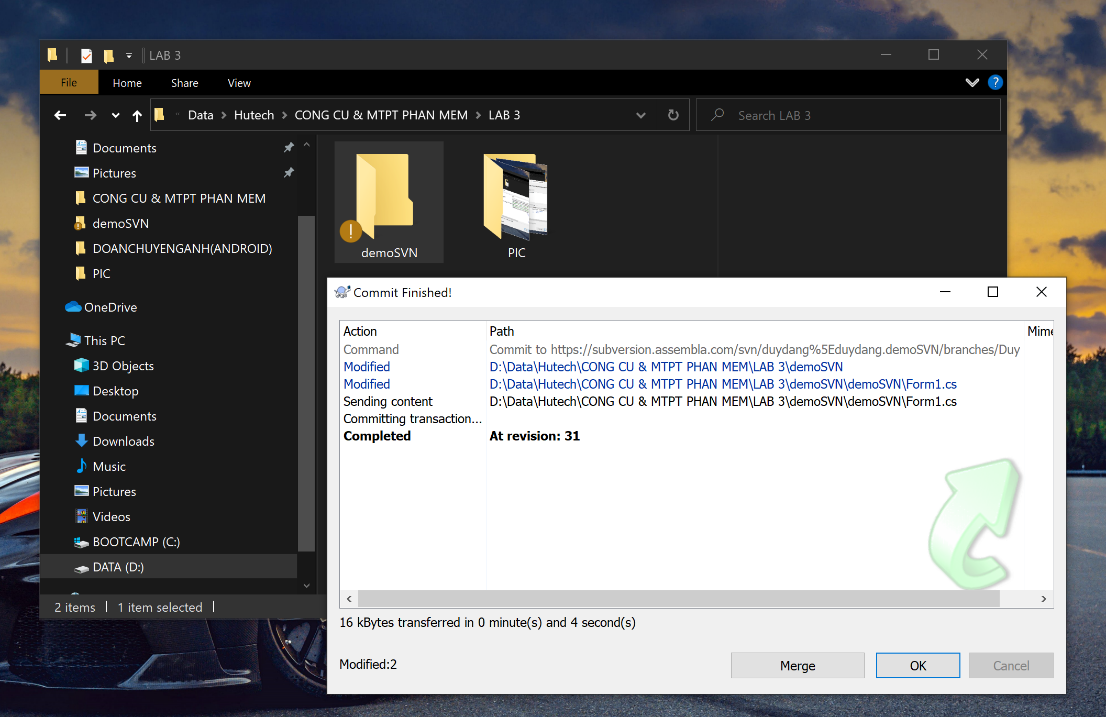 LAB 3
File Home Share View
Data Hutech CONG CU & MTPT PHAN MEM LAB 3
Search LAB 3
Documents
Pictures
CONG CU & MTPT PHAN MEM
demoSVN
DOANCHUYENGANH(ANDROID)
PIC
OneDrive
This PC
3D Objects
Desktop
Documents
Downloads
Music
Pictures
Videos
BOOTCAMP (C:)
DATA (D:)
demoSVN
PIC
2 items 1 item selected
Commit Finished!
Action Path Mime
Command Commit to https://subversion.assembla.com/svn/duydang%5Eduydang.demoSVN/branches/Duy
Modified D:\Data\Hutech\CONG CU & MTPT PHAN MEM\LAB 3\demoSVN
Modified D:\Data\Hutech\CONG CU & MTPT PHAN MEM\LAB 3\demoSVN\demoSVN\Form1.cs
Sending content D:\Data\Hutech\CONG CU & MTPT PHAN MEM\LAB 3\demoSVN\demoSVN\Form1.cs
Committing transaction...
Completed At revision: 31
16 kBytes transferred in 0 minute(s) and 4 second(s)
Modified:2
Merge OK Cancel